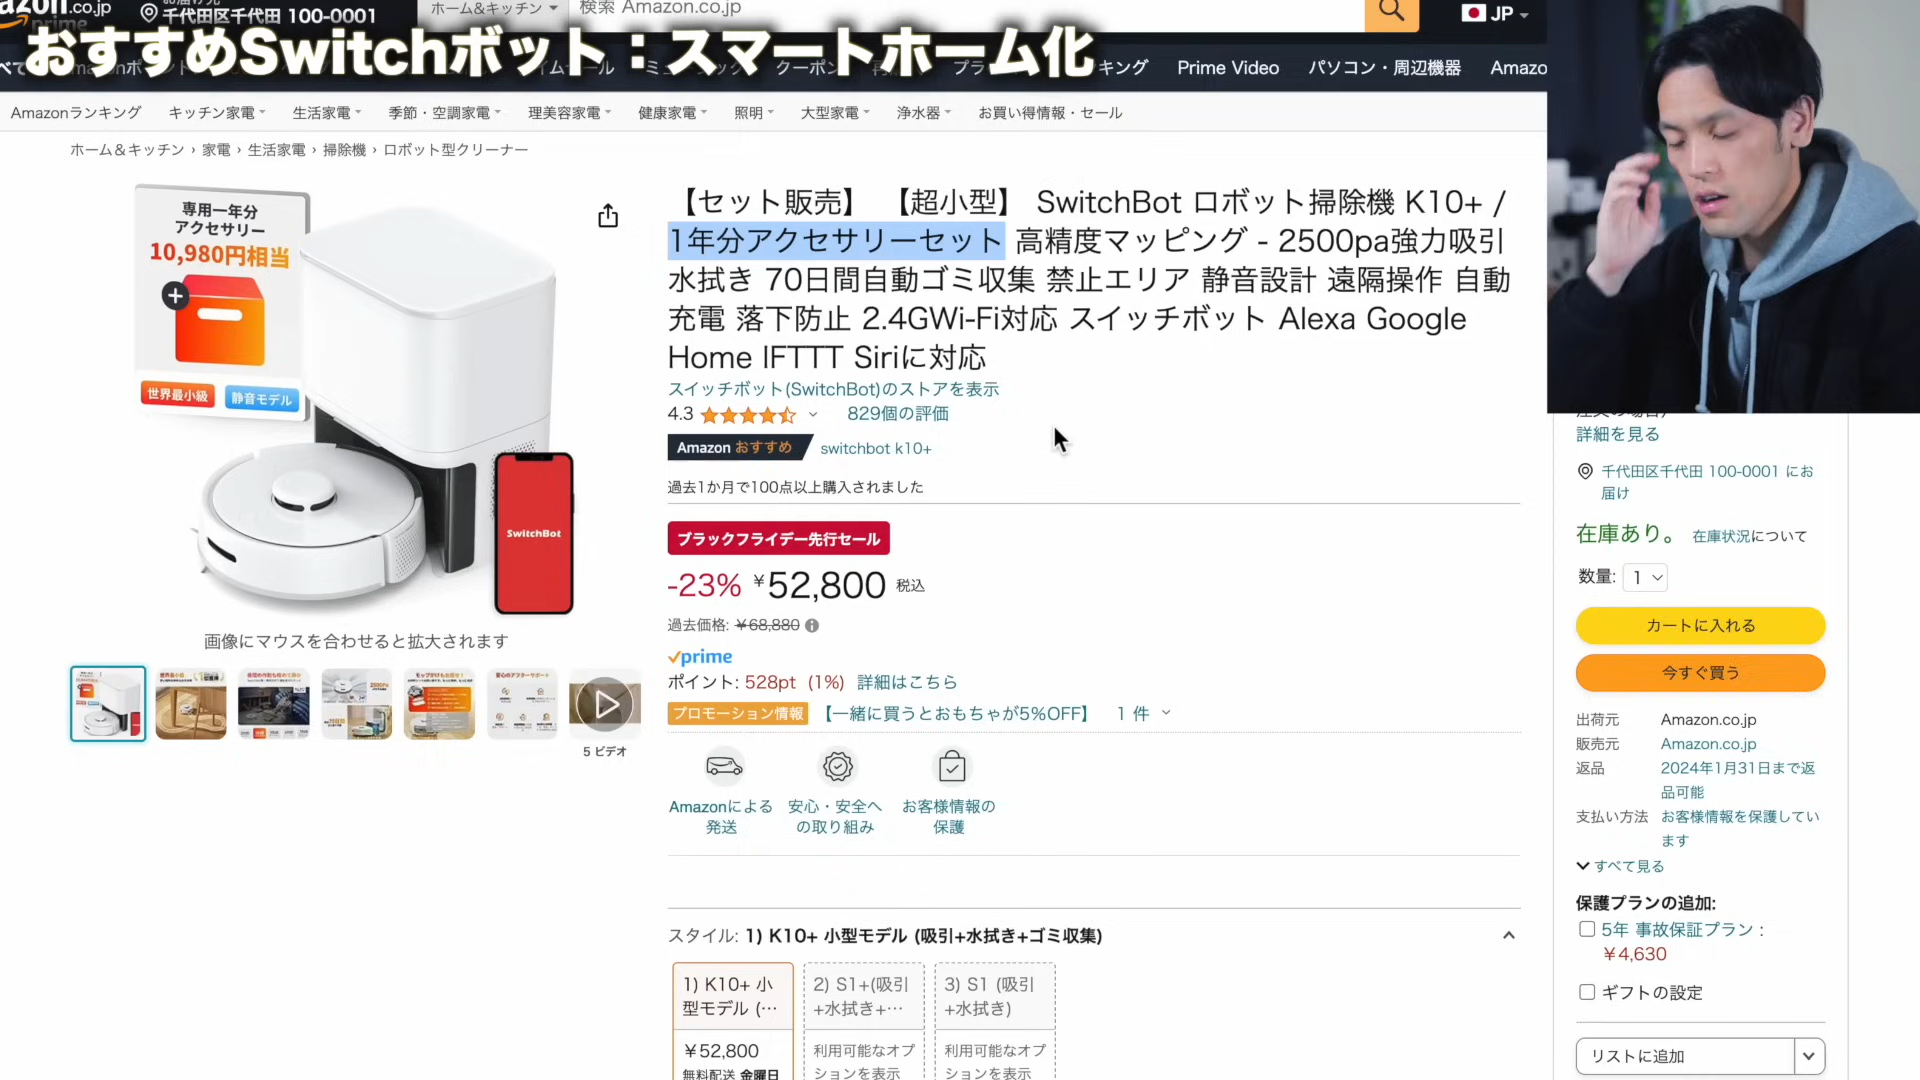 .co.jp
prime
千代田区千代田 100-0001
ホーム&キッチン
検索 Amazon.co.jp
JP
おすすめSwitchボット：スマートホーム化
クーポン
キング
Prime Video
パソコン・周辺機器
Amazo
Amazonランキング
キッチン家電
生活家電
季節・空調家電
理美容家電
健康家電
照明
大型家電
浄水器
お買い得情報・セール
ホーム＆キッチン › 家電 › 生活家電 › 掃除機 › ロボット型クリーナー
専用一年分
アクセサリー
10,980円相当
世界最小級
静音モデル
SwitchBot
画像にマウスを合わせると拡大されます
5 ビデオ
【セット販売】 【超小型】 SwitchBot ロボット掃除機 K10+ /
1年分アクセサリーセット 高精度マッピング - 2500pa強力吸引
水拭き 70日間自動ゴミ収集 禁止エリア 静音設計 遠隔操作 自動
充電 落下防止 2.4GWi-Fi対応 スイッチボット Alexa Google
Home IFTTT Siriに対応
スイッチボット(SwitchBot)のストアを表示
4.3
829個の評価
Amazon おすすめ
switchbot k10+
過去1か月で100点以上購入されました
ブラックフライデー先行セール
-23% ￥52,800 税込
過去価格: ￥68,880
prime
ポイント: 528pt (1%) 詳細はこちら
プロモーション情報 【一緒に買うとおもちゃが5%OFF】 1 件
Amazonによる
発送
安心・安全へ
の取り組み
お客様情報の
保護
スタイル: 1) K10+ 小型モデル (吸引+水拭き+ゴミ収集)
1) K10+ 小
型モデル (…
￥52,800
無料配送 金曜日
2) S1+(吸引
+水拭き+…
利用可能なオプ
ションを表示
3) S1 (吸引
+水拭き)
利用可能なオプ
ションを表示
詳細を見る
千代田区千代田 100-0001 にお
届け
在庫あり。 在庫状況について
数量: 1
カートに入れる
今すぐ買う
出荷元 Amazon.co.jp
販売元 Amazon.co.jp
返品 2024年1月31日まで返
品可能
支払い方法 お客様情報を保護してい
ます
すべて見る
保護プランの追加:
5年 事故保証プラン：
￥4,630
ギフトの設定
リストに追加